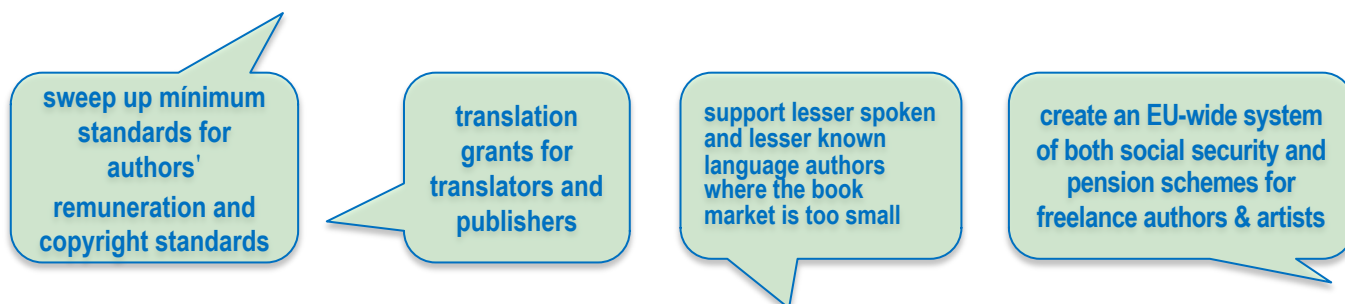 sweep up mínimum
standards for
authors'
remuneration and
copyright standards
translation
grants for
translators and
publishers
support lesser spoken
and lesser known
language authors
where the book
market is too small
create an EU-wide system
of both social security and
pension schemes for
freelance authors & artists